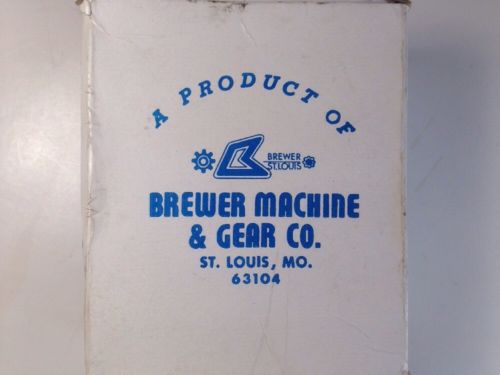 A PRODUCT OF
BREWER
ST. LOUIS
BREWER MACHINE
& GEAR CO.
ST. LOUIS, MO.
63104